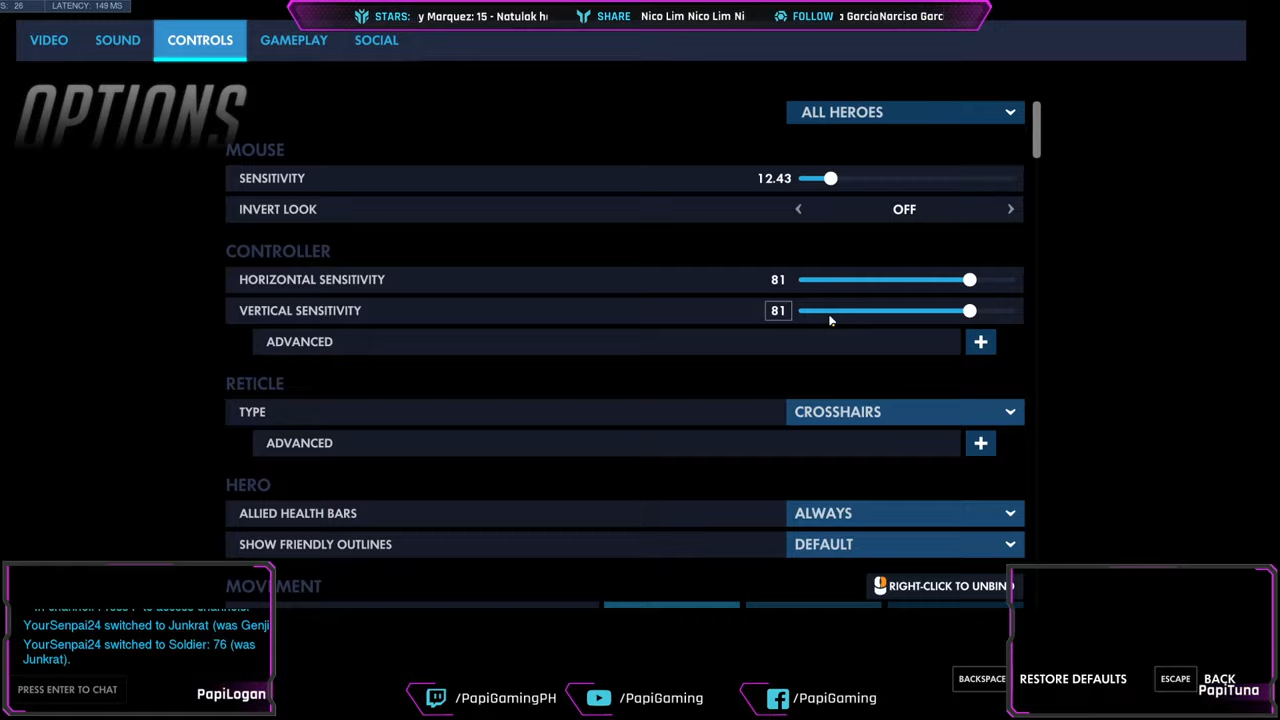 S: 26 LATENCY: 149 MS
STARS: y Marquez: 15 - Natulak h
SHARE Nico Lim Nico Lim Ni
FOLLOW GarciaNarcisa Garc
VIDEO SOUND CONTROLS GAMEPLAY SOCIAL
OPTIONS
ALL HEROES
MOUSE
SENSITIVITY 12.43
INVERT LOOK OFF
CONTROLLER
HORIZONTAL SENSITIVITY 81
VERTICAL SENSITIVITY 81
ADVANCED
RETICLE
TYPE CROSSHAIRS
ADVANCED
HERO
ALLIED HEALTH BARS ALWAYS
SHOW FRIENDLY OUTLINES DEFAULT
MOVEMENT RIGHT-CLICK TO UNBIND
YourSenpai24 switched to Junkrat (was Genji
YourSenpai24 switched to Soldier: 76 (was
Junkrat).
PRESS ENTER TO CHAT
PapiLogan
/PapiGamingPH /PapiGaming /PapiGaming
BACKSPACE RESTORE DEFAULTS ESCAPE BACK
PapiTuna